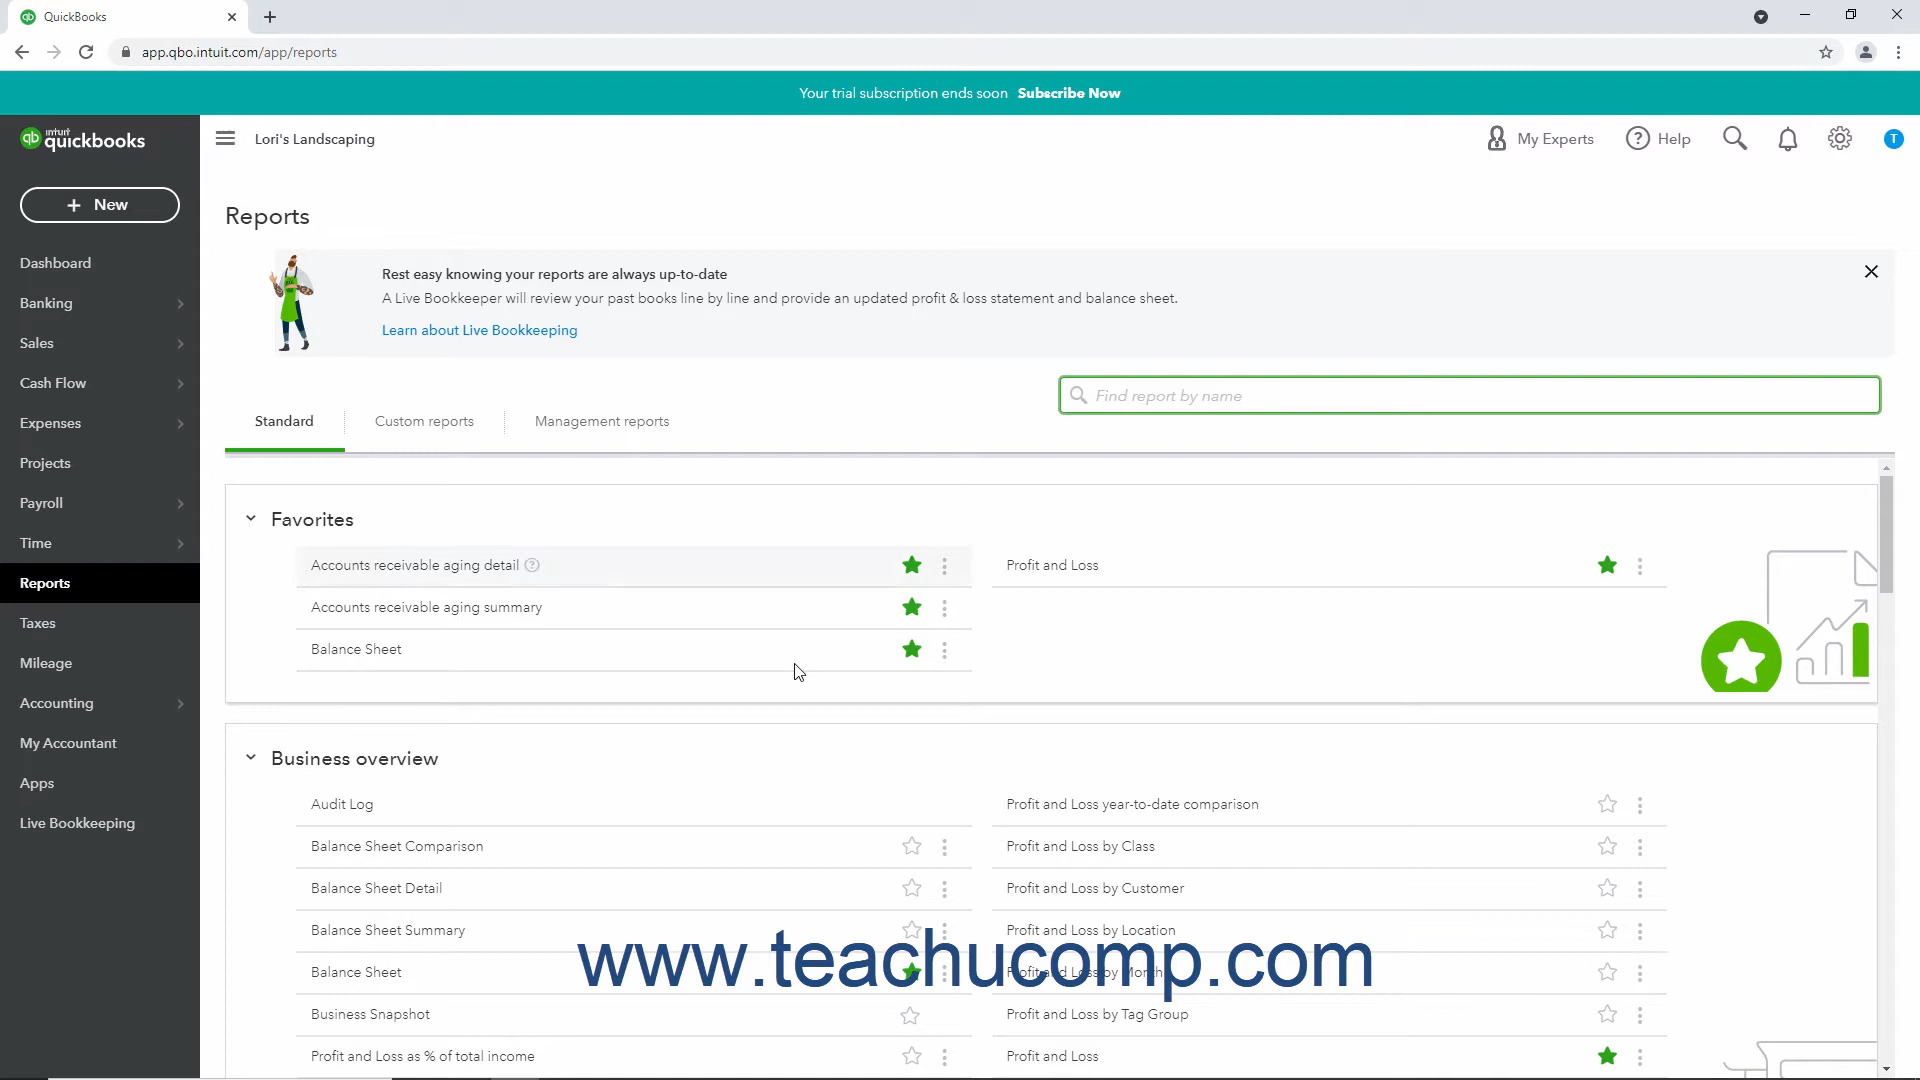 QuickBooks
app.qbo.intuit.com/app/reports
Your trial subscription ends soon Subscribe Now
intuit quickbooks
Lori's Landscaping
My Experts
Help
T
New
Reports
Rest easy knowing your reports are always up-to-date
A Live Bookkeeper will review your past books line by line and provide an updated profit & loss statement and balance sheet.
Learn about Live Bookkeeping
Dashboard
Banking
Sales
Cash Flow
Expenses
Projects
Payroll
Time
Reports
Taxes
Mileage
Accounting
My Accountant
Apps
Live Bookkeeping
Find report by name
Standard
Custom reports
Management reports
Favorites
Accounts receivable aging detail
Accounts receivable aging summary
Balance Sheet
Profit and Loss
Business overview
Audit Log
Balance Sheet Comparison
Balance Sheet Detail
Balance Sheet Summary
Balance Sheet
Business Snapshot
Profit and Loss as % of total income
Profit and Loss year-to-date comparison
Profit and Loss by Class
Profit and Loss by Customer
Profit and Loss by Location
Profit and Loss by Month
Profit and Loss by Tag Group
Profit and Loss
www.teachucomp.com